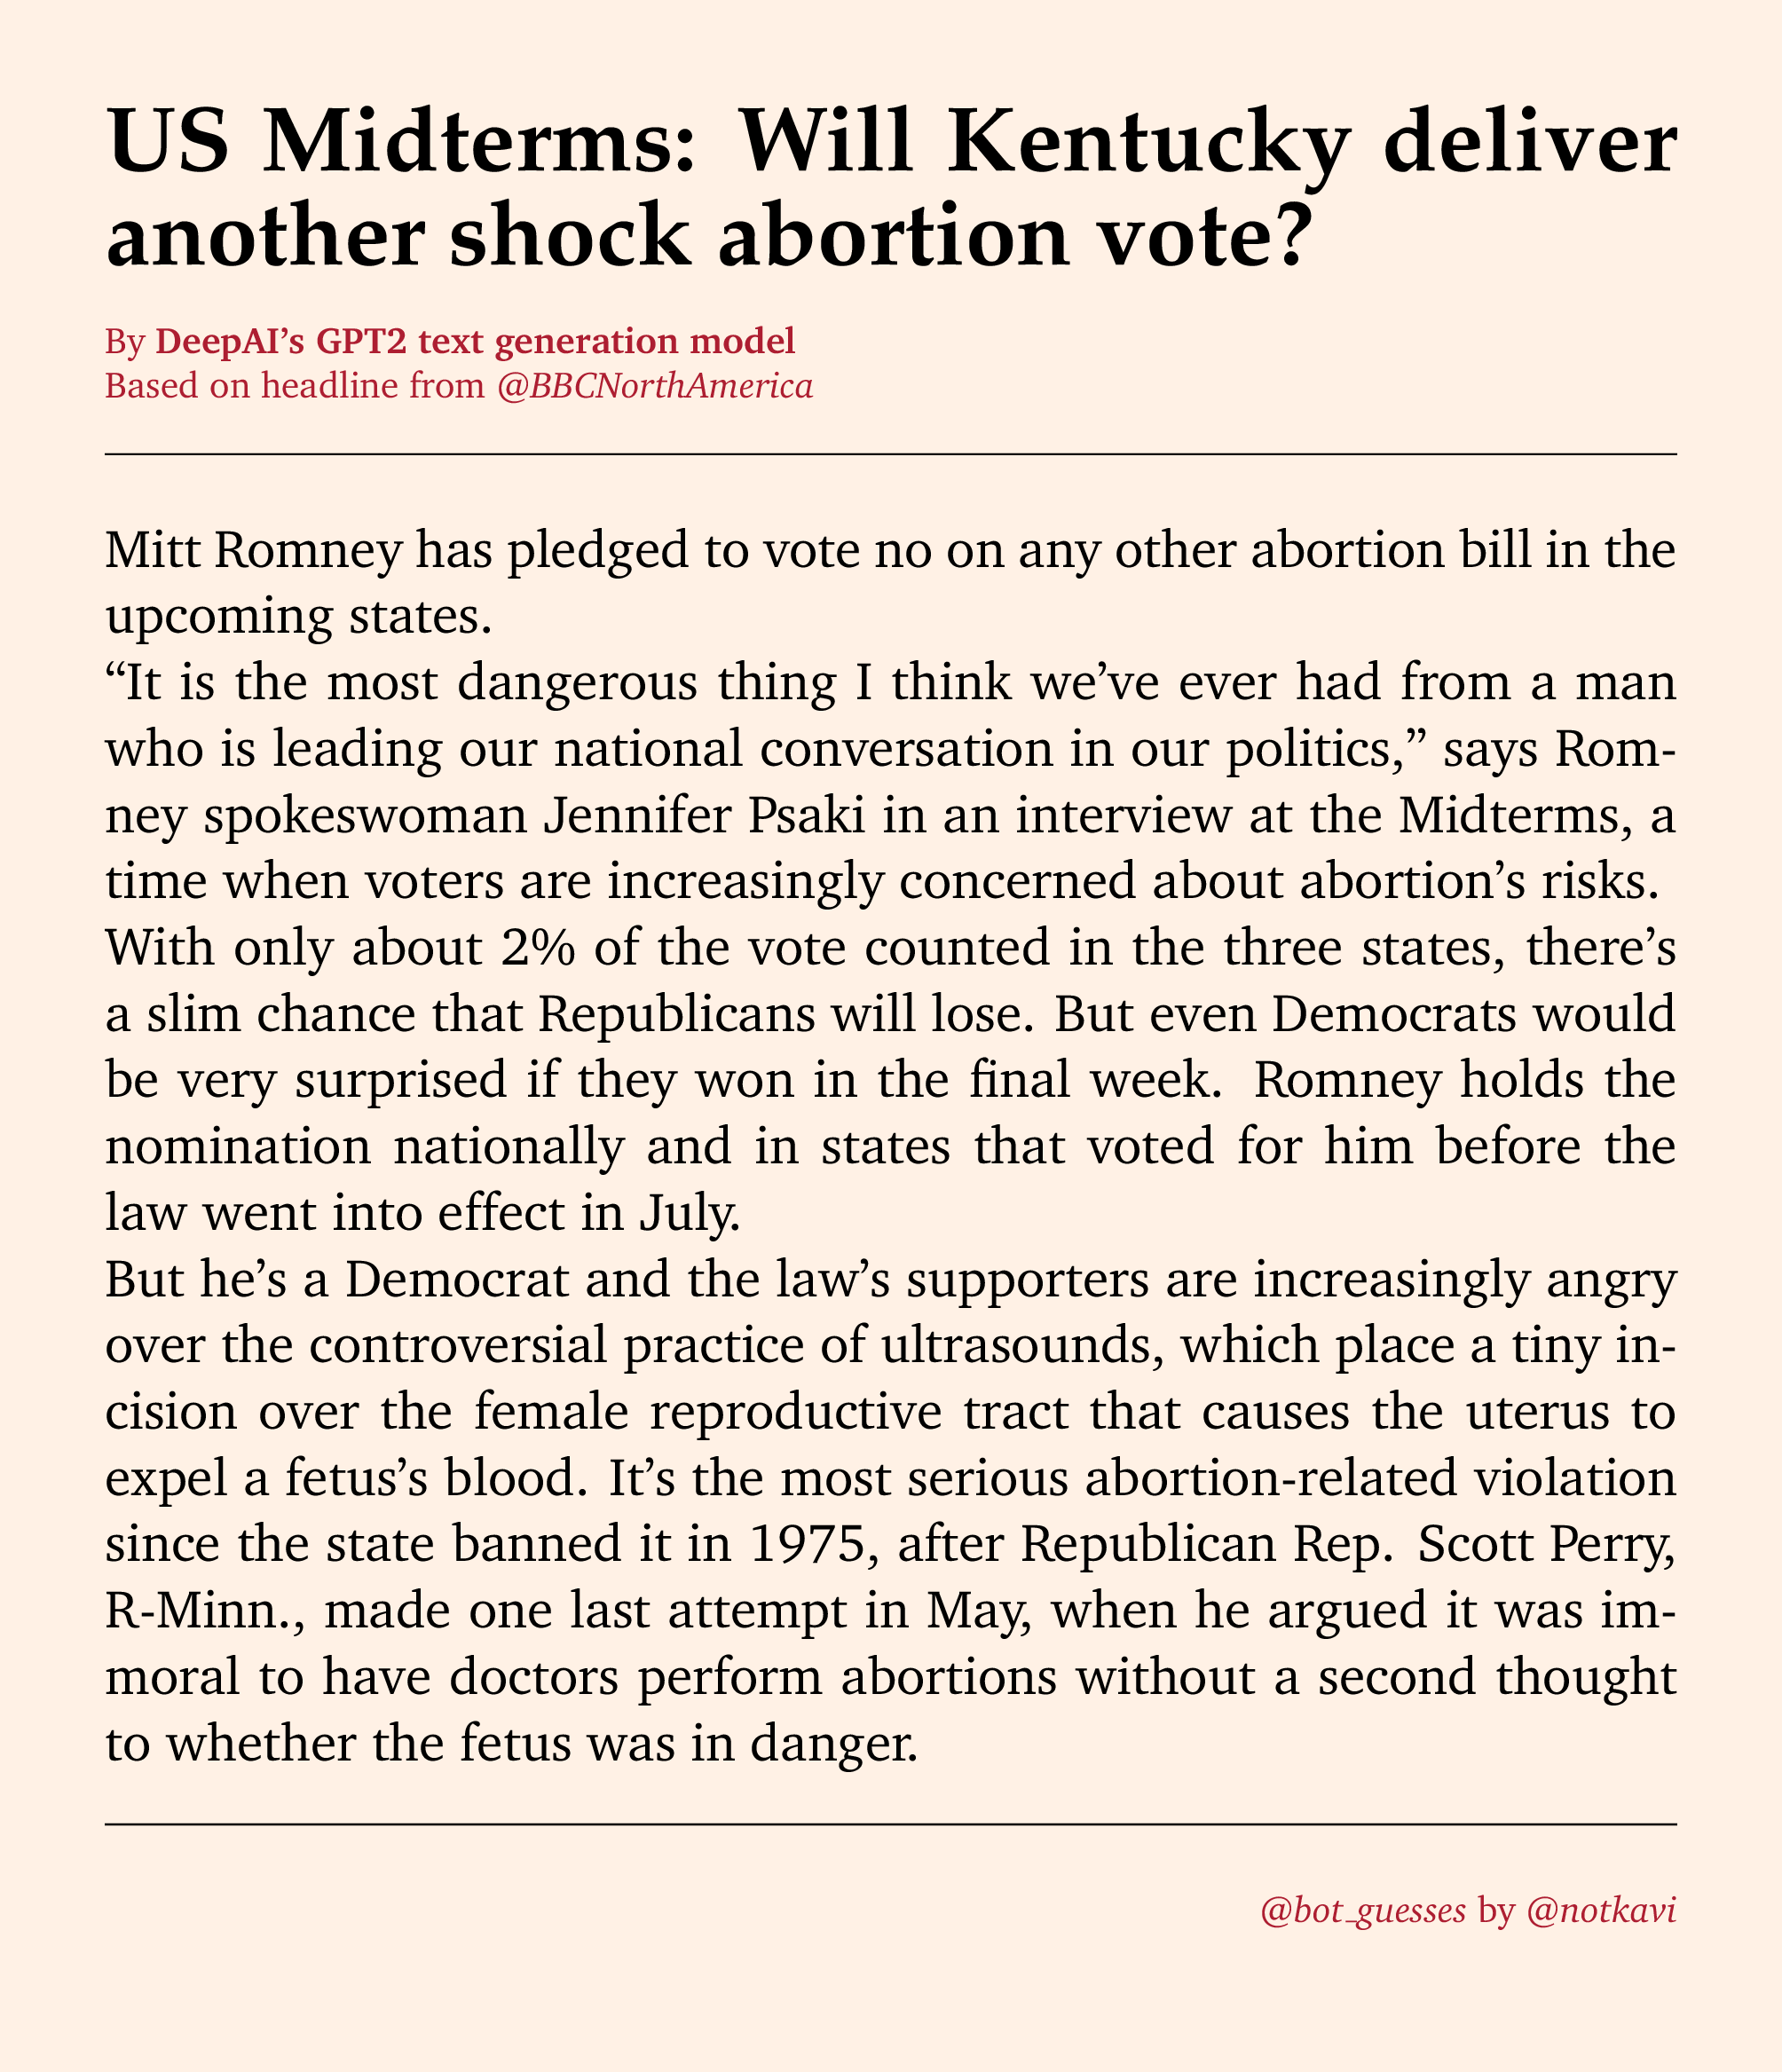 US Midterms: Will Kentucky deliver
another shock abortion vote?
By DeepAI’s GPT2 text generation model
Based on headline from @BBCNorthAmerica
Mitt Romney has pledged to vote no on any other abortion bill in the
upcoming states.
“It is the most dangerous thing I think we’ve ever had from a man
who is leading our national conversation in our politics,” says Rom-
ney spokeswoman Jennifer Psaki in an interview at the Midterms, a
time when voters are increasingly concerned about abortion’s risks.
With only about 2% of the vote counted in the three states, there’s
a slim chance that Republicans will lose. But even Democrats would
be very surprised if they won in the final week. Romney holds the
nomination nationally and in states that voted for him before the
law went into effect in July.
But he’s a Democrat and the law’s supporters are increasingly angry
over the controversial practice of ultrasounds, which place a tiny in-
cision over the female reproductive tract that causes the uterus to
expel a fetus’s blood. It’s the most serious abortion-related violation
since the state banned it in 1975, after Republican Rep. Scott Perry,
R-Minn., made one last attempt in May, when he argued it was im-
moral to have doctors perform abortions without a second thought
to whether the fetus was in danger.
@bot_guesses by @notkavi